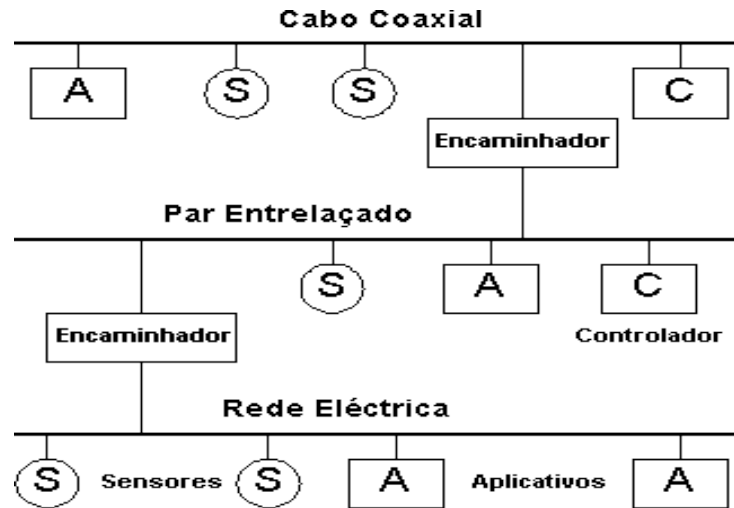 Cabo Coaxial
A S S C
Encaminhador
Par Entrelaçado
S A C
Encaminhador Controlador
Rede Eléctrica
S Sensores S A Aplicativos A